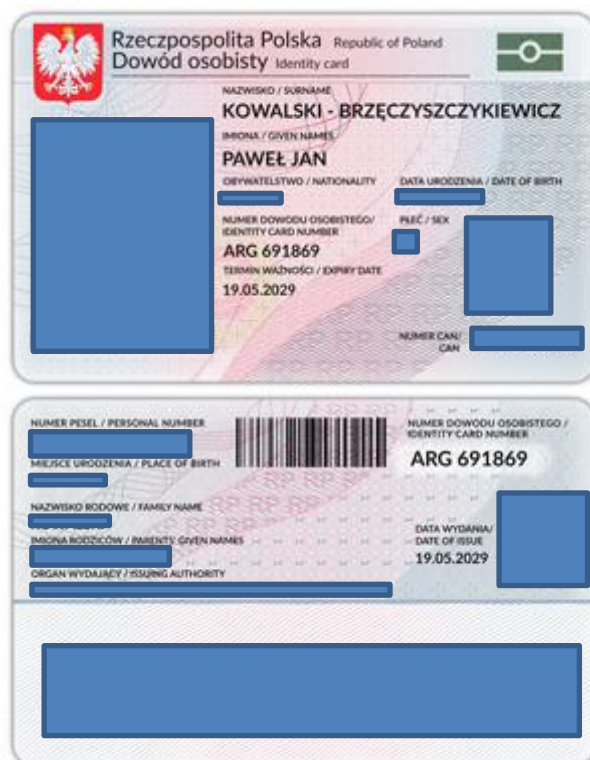 Rzeczpospolita Polska Republic of Poland
Dowód osobisty Identity card
NAZWISKO / SURNAME
KOWALSKI - BRZĘCZYSZCZYKIEWICZ
IMIONA / GIVEN NAMES
PAWEŁ JAN
OBYWATELSTWO / NATIONALITY DATA URODZENIA / DATE OF BIRTH
NUMER DOWODU OSOBISTEGO/ PŁEĆ / SEX
IDENTITY CARD NUMBER
ARG 691869
TERMIN WAŻNOŚCI / EXPIRY DATE
19.05.2029
NUMER CAN/
CAN
NUMER PESEL / PERSONAL NUMBER NUMER DOWODU OSOBISTEGO /
IDENTITY CARD NUMBER
ARG 691869
MIEJSCE URODZENIA / PLACE OF BIRTH
NAZWISKO RODOWE / FAMILY NAME
IMIONA RODZICÓW / PARENTS' GIVEN NAMES
DATA WYDANIA/
DATE OF ISSUE
19.05.2029
ORGAN WYDAJĄCY / ISSUING AUTHORITY